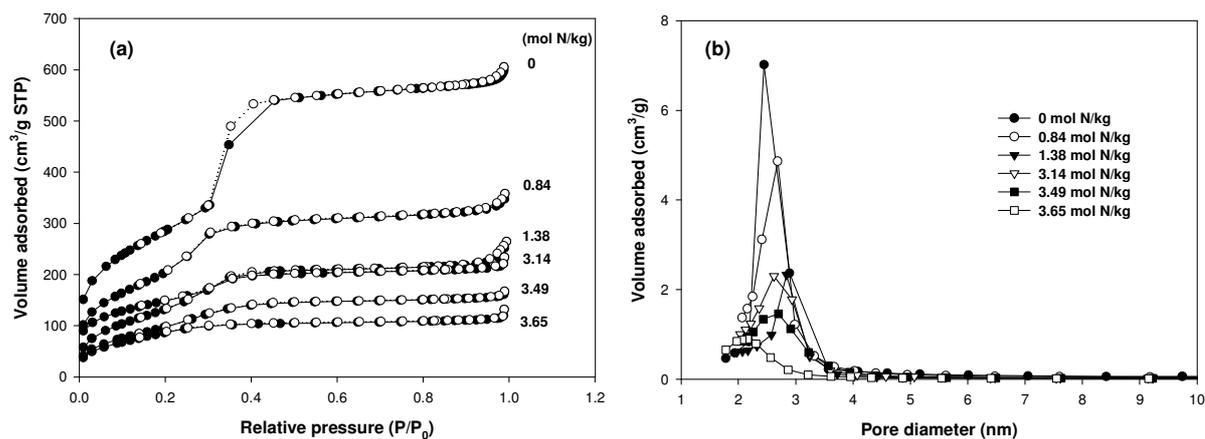 (a)
(mol N/kg)
0
0.84
1.38
3.14
3.49
3.65
Volume adsorbed (cm³/g STP)
700
600
500
400
300
200
100
0
0.0 0.2 0.4 0.6 0.8 1.0 1.2
Relative pressure (P/P₀)
(b)
0 mol N/kg
0.84 mol N/kg
1.38 mol N/kg
3.14 mol N/kg
3.49 mol N/kg
3.65 mol N/kg
Volume adsorbed (cm³/g)
8
6
4
2
0
1 2 3 4 5 6 7 8 9 10
Pore diameter (nm)